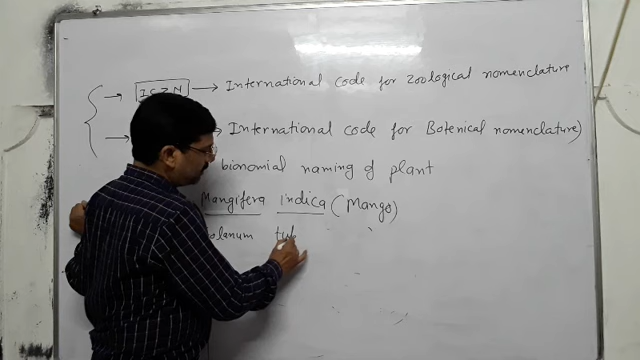 → ICZN → International code for Zoological nomenclature
→ → International code for Botenical nomenclature)
binomial naming of plant
Mangifera indica (Mango)
olanum tub